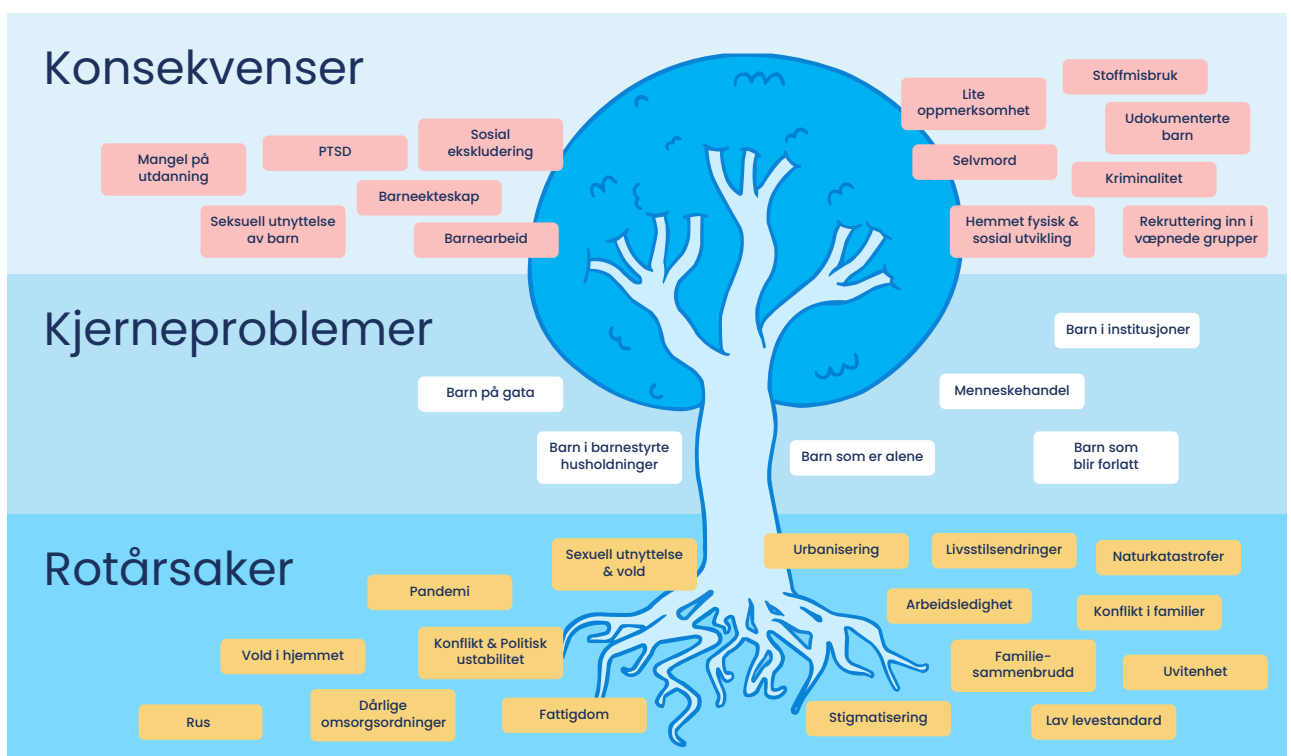 Konsekvenser
Mangel på
utdanning
PTSD
Sosial
ekskludering
Barneekteskap
Seksuell utnyttelse
av barn
Barnearbeid
Lite
oppmerksomhet
Stoffmisbruk
Udokumenterte
barn
Selvmord
Kriminalitet
Hemmet fysisk &
sosial utvikling
Rekruttering inn i
væpnede grupper
Kjerneproblemer
Barn på gata
Barn i barnestyrte
husholdninger
Barn i institusjoner
Menneskehandel
Barn som er alene
Barn som
blir forlatt
Rotårsaker
Sexuell utnyttelse
& vold
Pandemi
Konflikt & Politisk
ustabilitet
Vold i hjemmet
Rus
Dårlige
omsorgsordninger
Fattigdom
Urbanisering
Livsstilsendringer
Naturkatastrofer
Arbeidsledighet
Konflikt i familier
Familie-
sammenbrudd
Uvitenhet
Stigmatisering
Lav levestandard